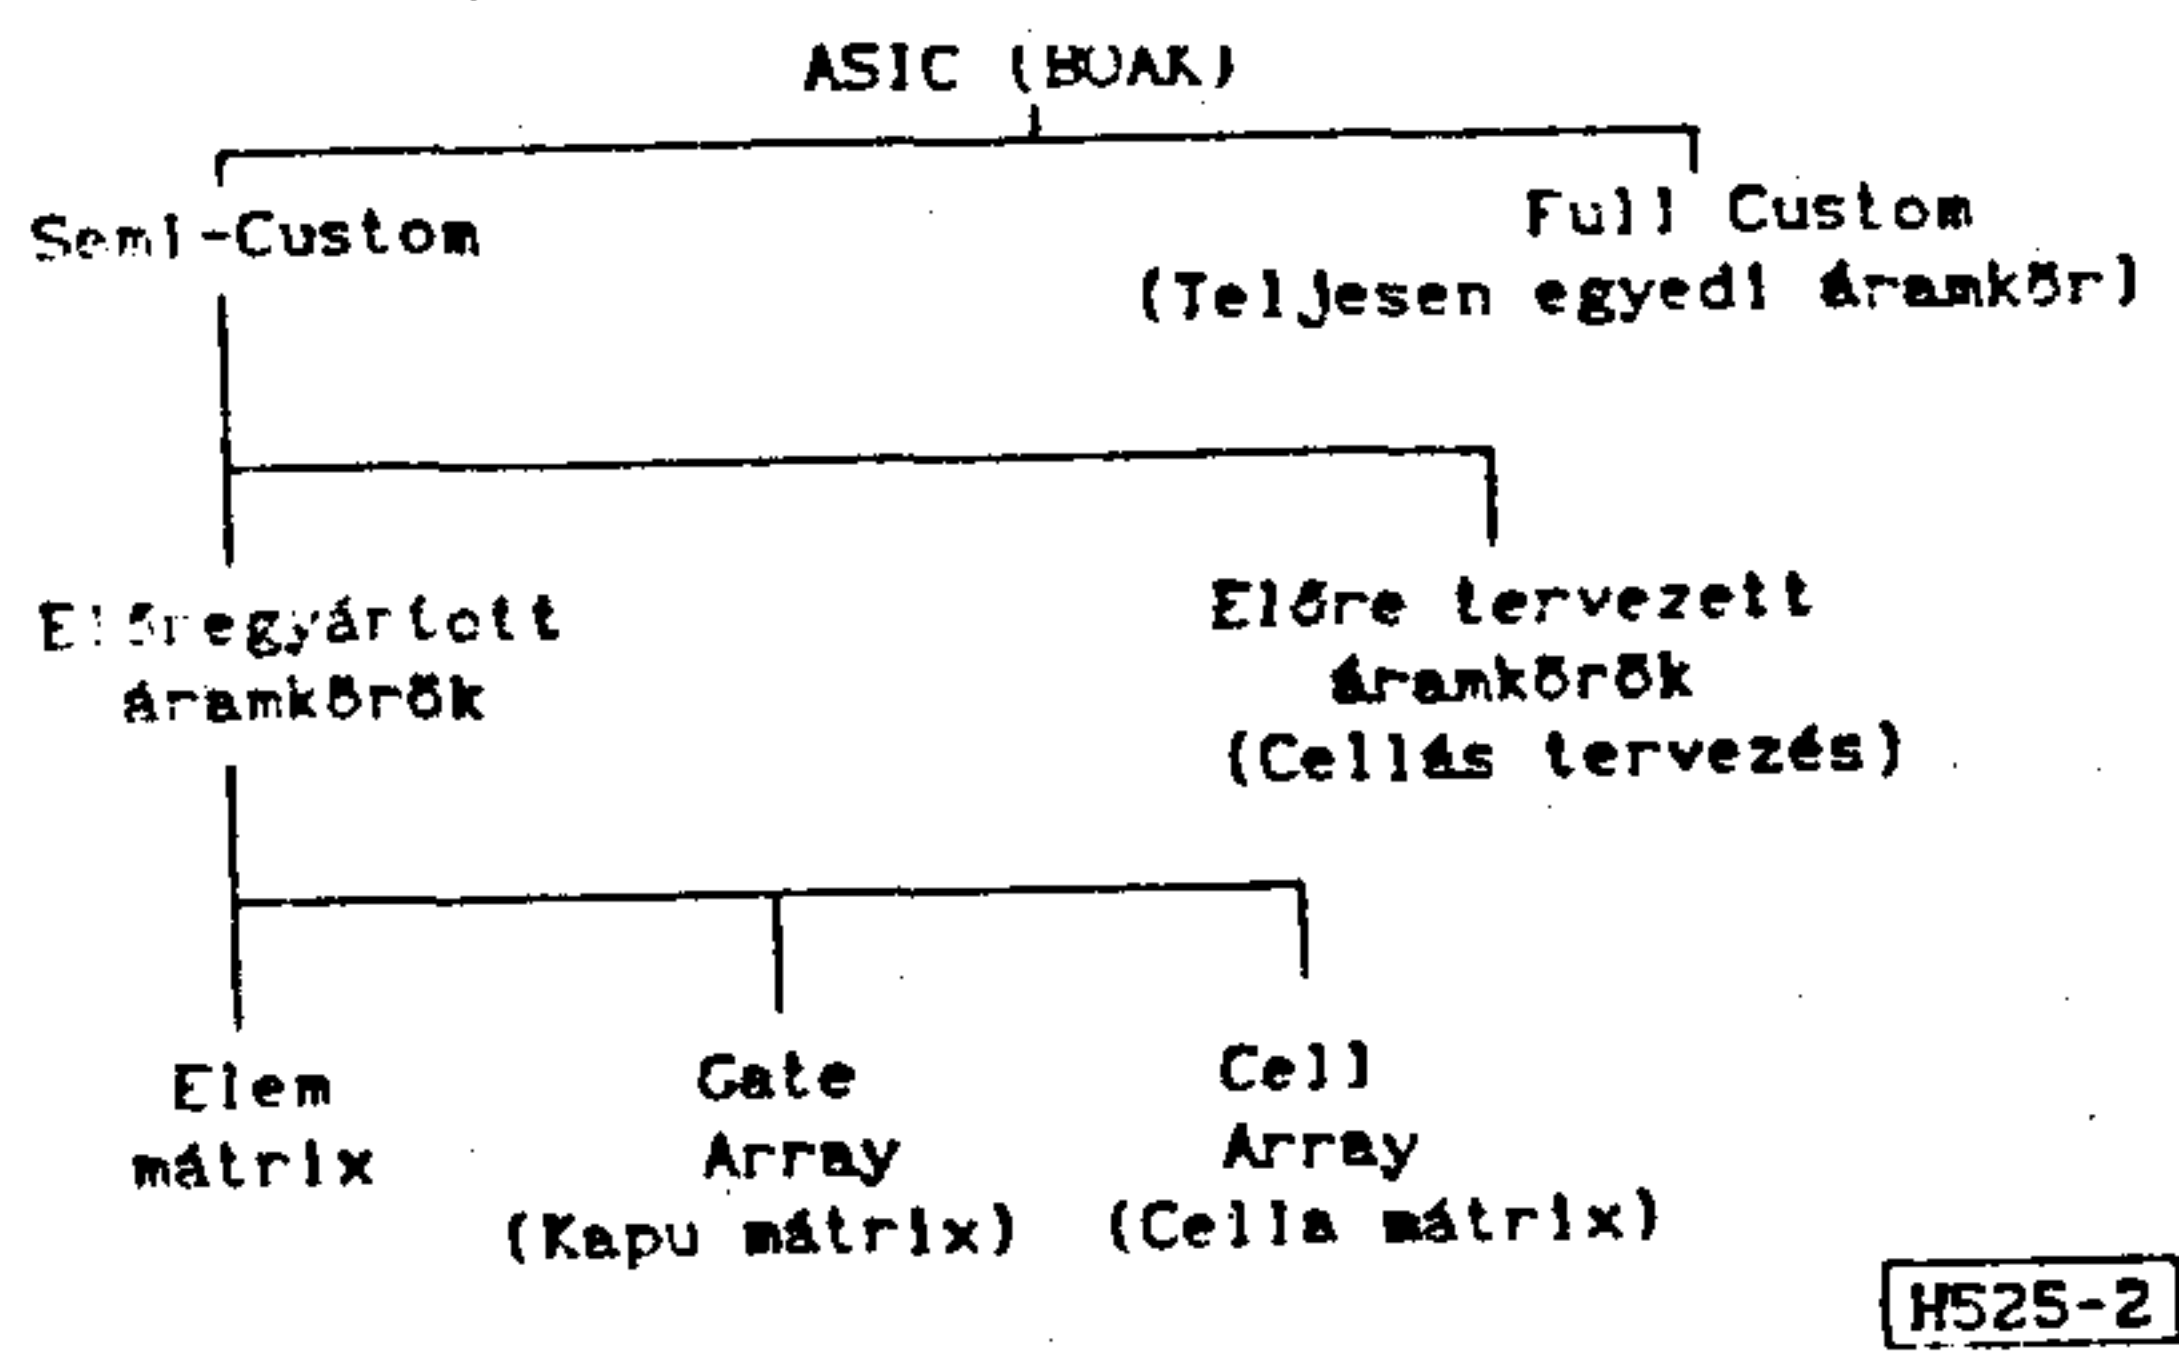 ASIC (BOAK)
Semi-Custom
Full Custom
(Teljesen egyedi áramkör)
Előregyártott
áramkörök
Előre tervezett
áramkörök
(Cellás tervezés)
Elem
mátrix
Gate
Array
(Kapu mátrix)
Cell
Array
(Cella mátrix)
H525-2